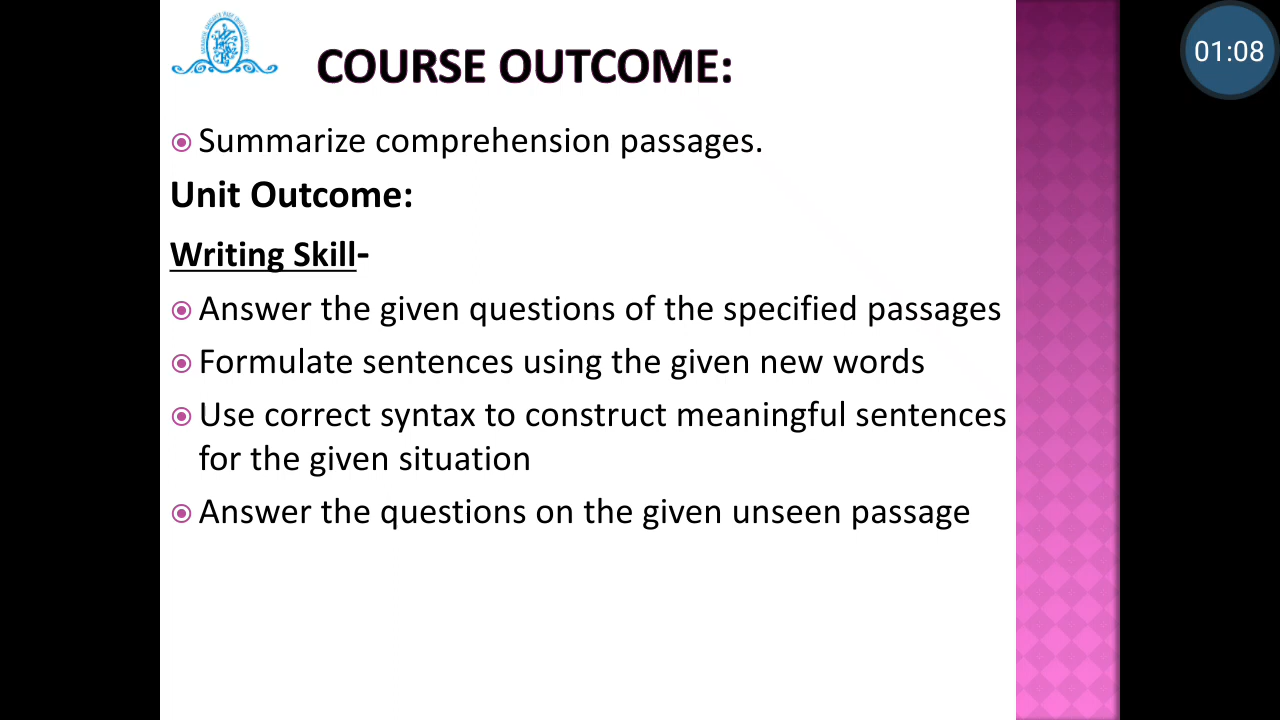 COURSE OUTCOME:
01:08
Summarize comprehension passages.
Unit Outcome:
Writing Skill-
Answer the given questions of the specified passages
Formulate sentences using the given new words
Use correct syntax to construct meaningful sentences
for the given situation
Answer the questions on the given unseen passage